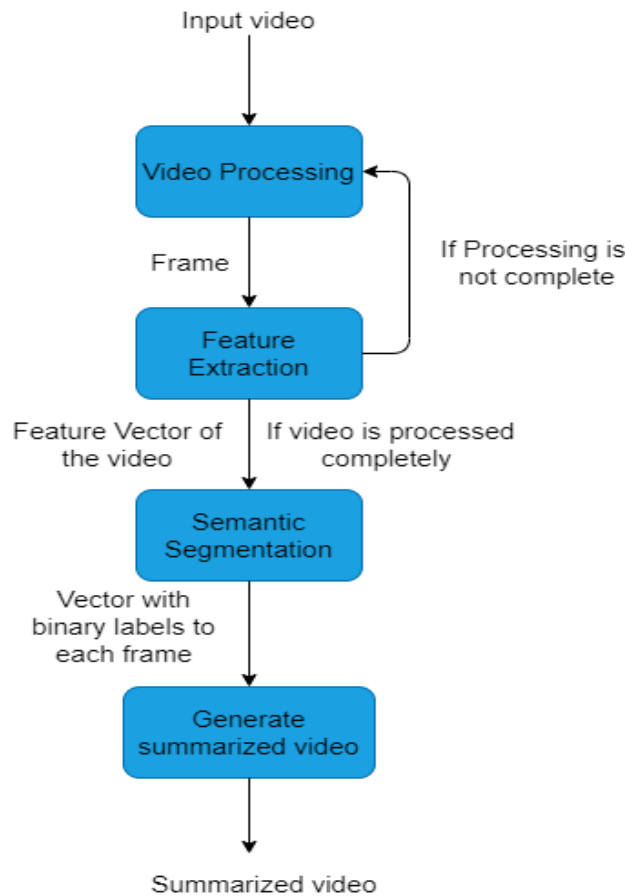 Input video
Video Processing
Frame
If Processing is
not complete
Feature
Extraction
Feature Vector of
the video
If video is processed
completely
Semantic
Segmentation
Vector with
binary labels to
each frame
Generate
summarized video
Summarized video